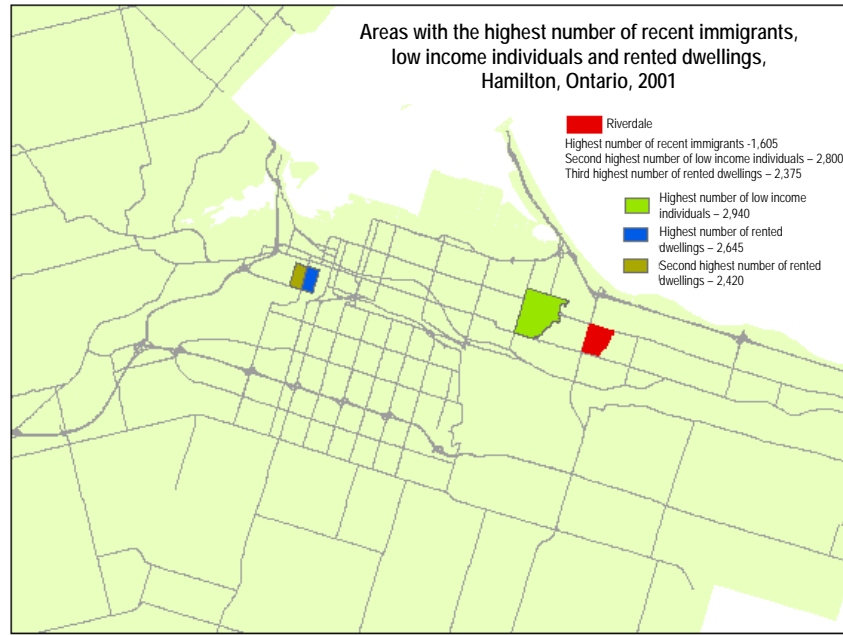 Areas with the highest number of recent immigrants,
low income individuals and rented dwellings,
Hamilton, Ontario, 2001
Riverdale
Highest number of recent immigrants -1,605
Second highest number of low income individuals – 2,800
Third highest number of rented dwellings – 2,375
Highest number of low income
individuals – 2,940
Highest number of rented
dwellings – 2,645
Second highest number of rented
dwellings – 2,420